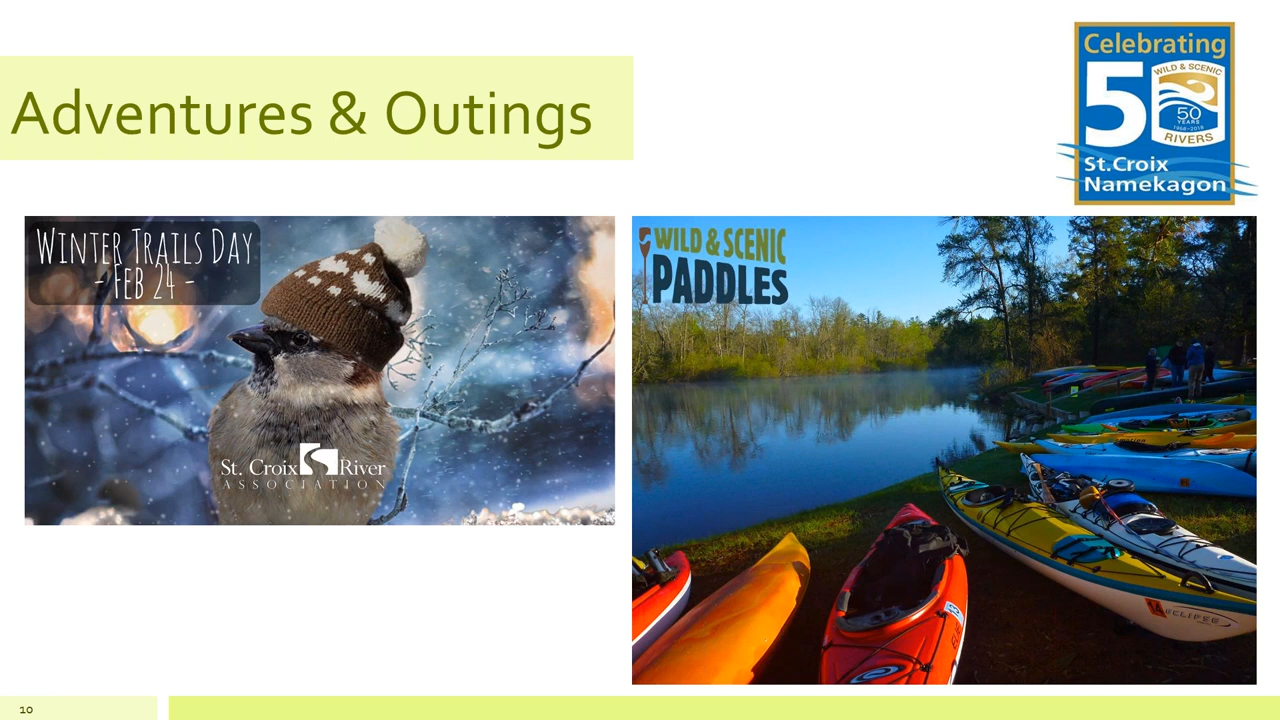 Adventures & Outings
Celebrating
50
WILD & SCENIC
50
YEARS
1968-2018
RIVERS
St.Croix
Namekagon
WINTER TRAILS DAY
- FEB 24 -
St. Croix River
ASSOCIATION
WILD & SCENIC
PADDLES
ECLIPSE
10